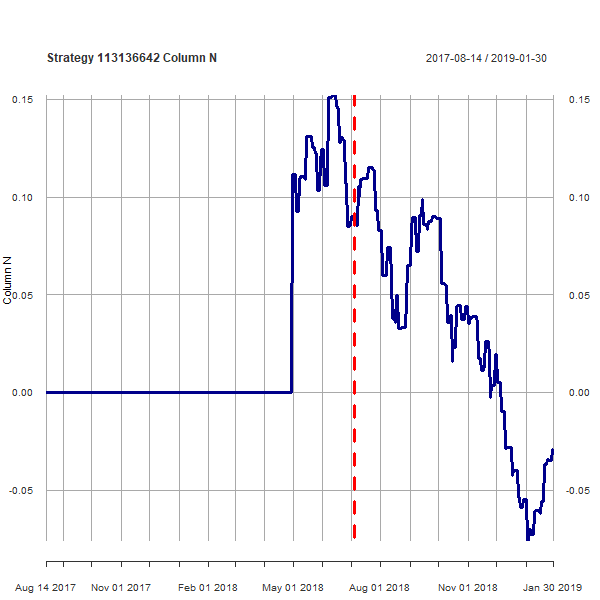 Strategy 113136642 Column N
2017-08-14 / 2019-01-30
0.15
0.15
0.10
0.10
Column N
0.05
0.05
0.00
0.00
-0.05
-0.05
Aug 14 2017
Nov 01 2017
Feb 01 2018
May 01 2018
Aug 01 2018
Nov 01 2018
Jan 30 2019